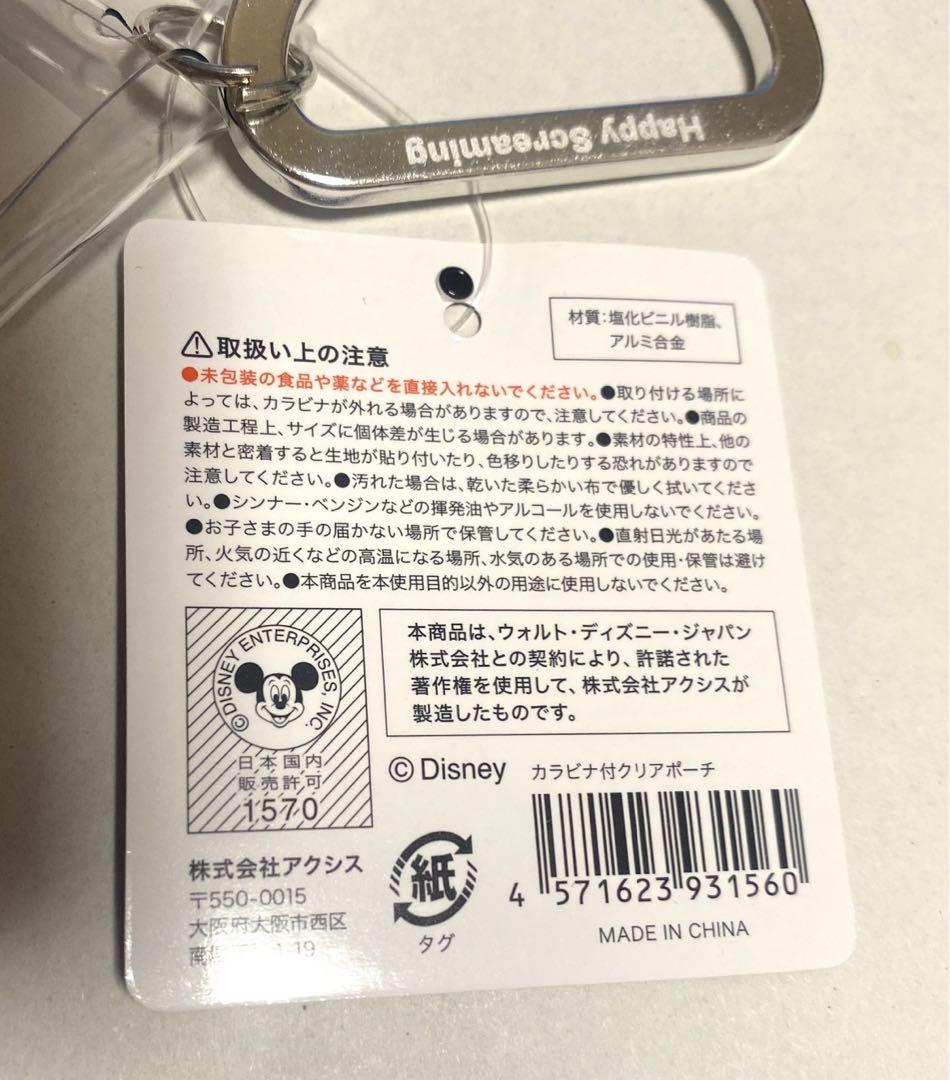 Happy Screaming
材質:塩化ビニル樹脂、
アルミ合金
⚠取扱い上の注意
●未包装の食品や薬などを直接入れないでください。●取り付ける場所に
よっては、カラビナが外れる場合がありますので、注意してください。●商品の
製造工程上、サイズに個体差が生じる場合があります。●素材の特性上、他の
素材と密着すると生地が貼り付いたり、色移りしたりする恐れがありますので
注意してください。●汚れた場合は、乾いた柔らかい布で優しく拭いてくださ
い。●シンナー・ベンジンなどの揮発油やアルコールを使用しないでください。
●お子さまの手の届かない場所で保管してください。●直射日光があたる場
所、火気の近くなどの高温になる場所、水気のある場所での使用・保管は避け
てください。●本商品を本使用目的以外の用途に使用しないでください。
©DISNEY ENTERPRISES, INC.
日本国内
販売許可
1570
本商品は、ウォルト・ディズニー・ジャパン
株式会社との契約により、許諾された
著作権を使用して、株式会社アクシスが
製造したものです。
©Disney
カラビナ付クリアポーチ
株式会社アクシス
〒550-0015
大阪府大阪市西区
南 -19
紙
タグ
4 571623 931560
MADE IN CHINA